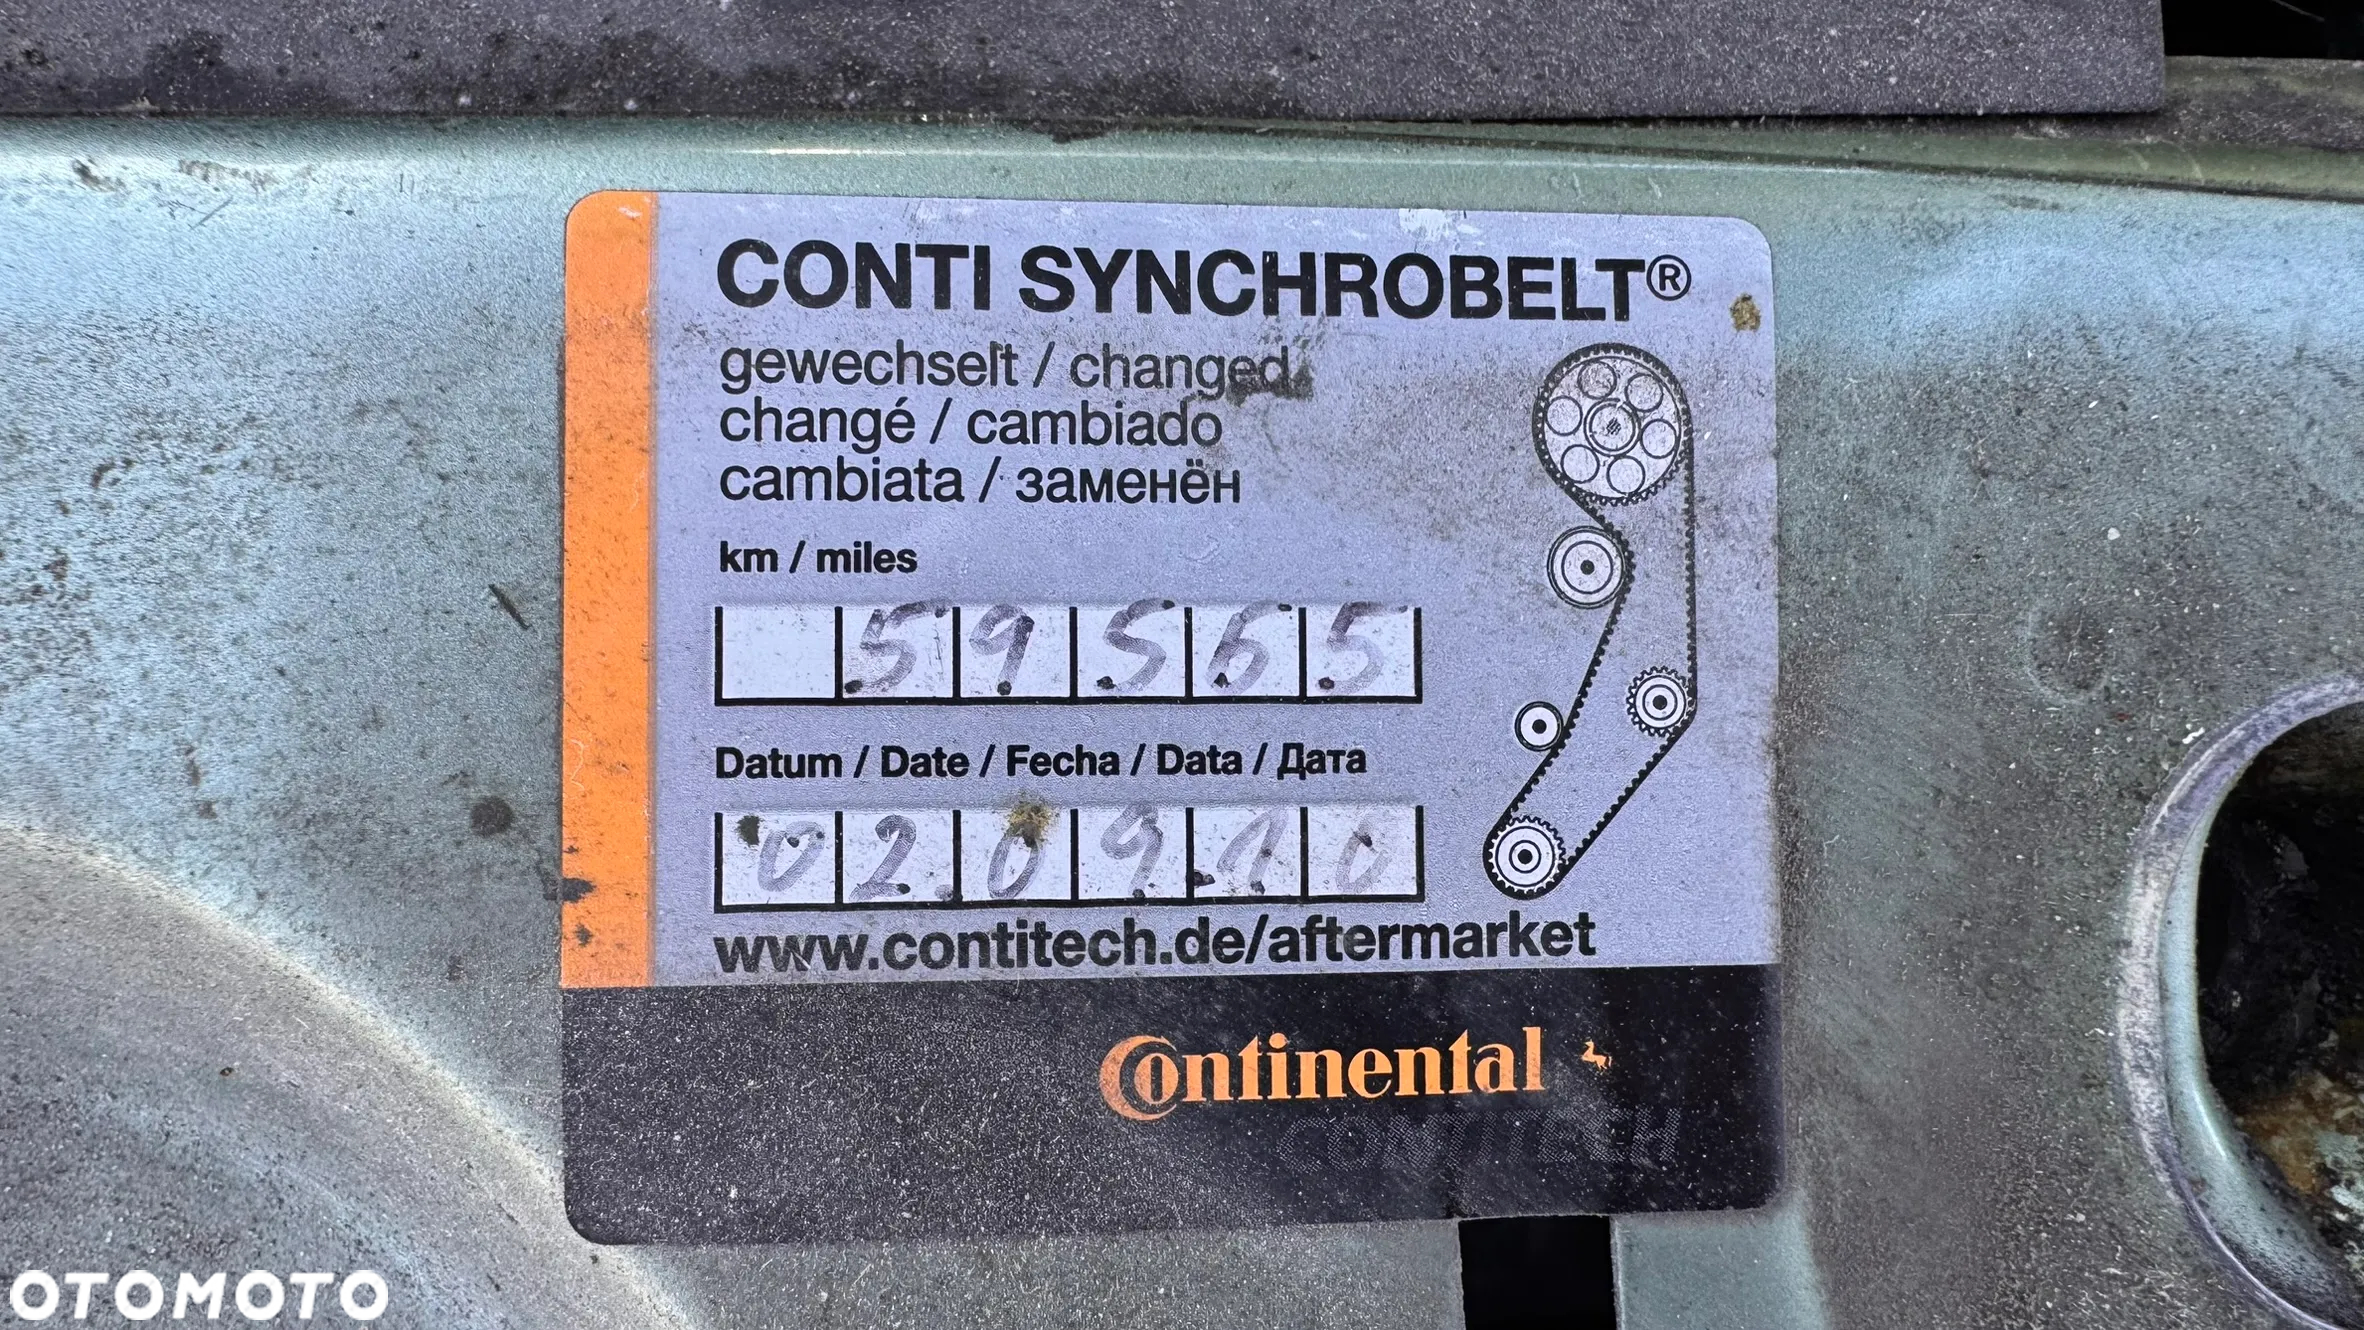 CONTI SYNCHROBELT®
gewechselt / changed
changé / cambiado
cambiata / заменён
km / miles
59565
Datum / Date / Fecha / Data / Дата
02.09.10
www.contitech.de/aftermarket
Continental
CONTITECH
OTOMOTO